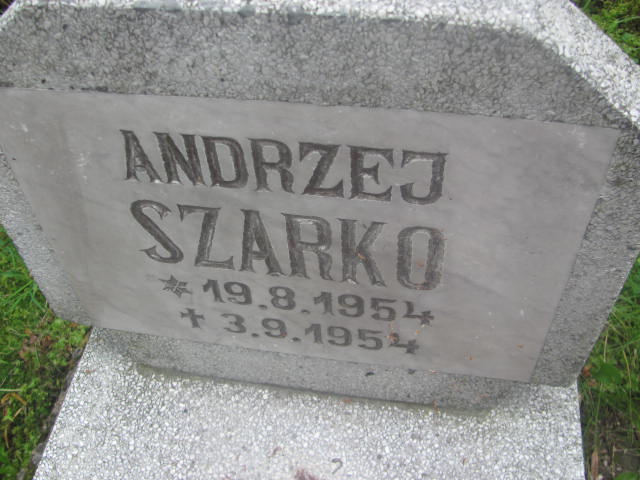 ANDRZEJ
SZARKO
* 19.8.1954
† 3.9.1954